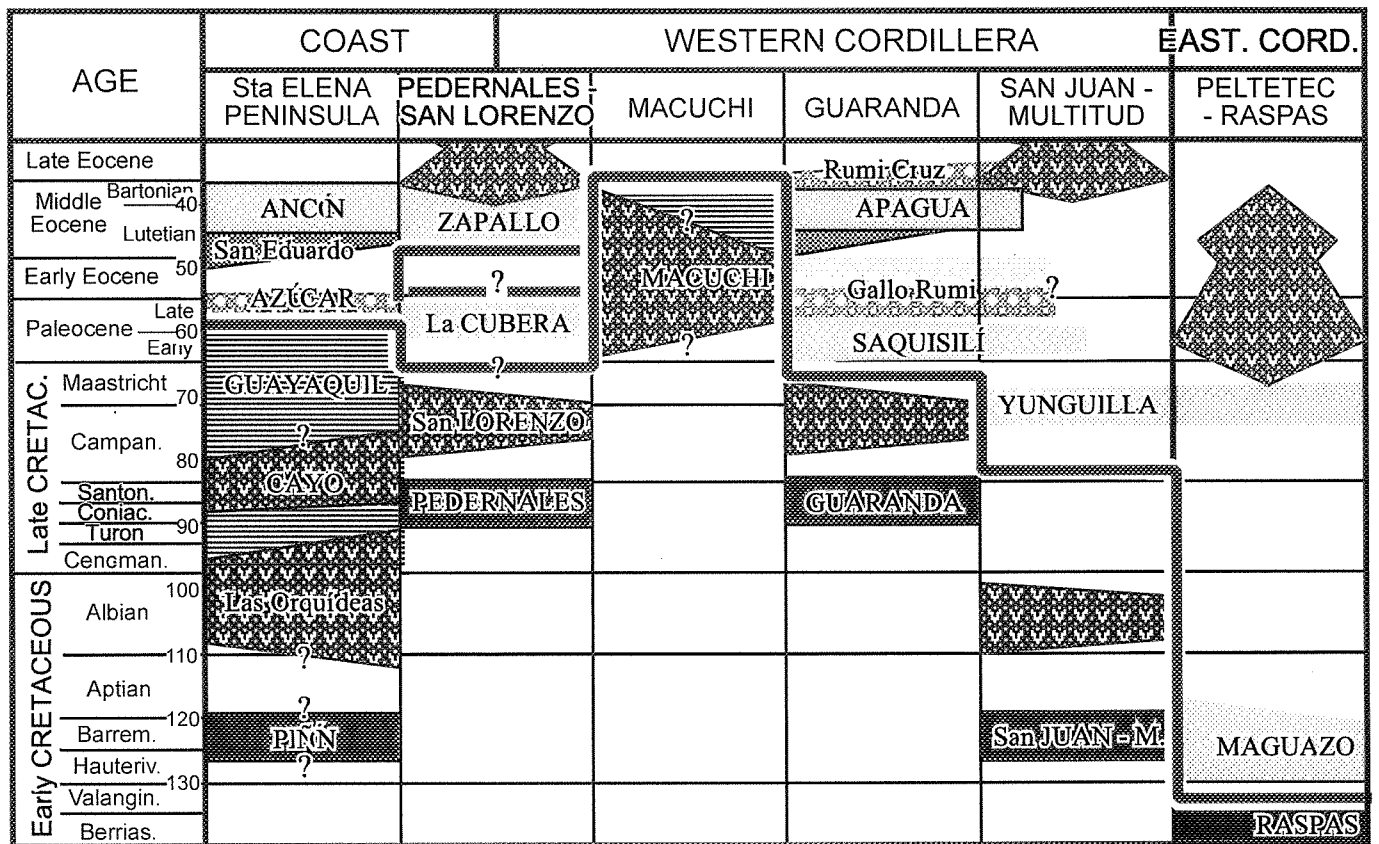 AGE
COAST
WESTERN CORDILLERA
EAST. CORD.
Sta ELENA
PENINSULA
PEDERNALES -
SAN LORENZO
MACUCHI
GUARANDA
SAN JUAN -
MULTITUD
PELTETEC
- RASPAS
Late Eocene
Middle
Eocene
Bartonian
40
Lutetian
Early Eocene
50
Paleocene
Late
60
Early
Late CRETAC.
Maastricht
70
Campan.
80
Santon.
Coniac.
Turon
90
Cenoman.
Early CRETACEOUS
100
Albian
110
Aptian
120
Barrem.
Hauteriv.
130
Valangin.
Berrias.
ANCÓN
San Eduardo
AZÚCAR
GUAYAQUIL
?
CAYO
Las Orquídeas
?
?
PIÑÓN
?
ZAPALLO
?
La CUBERA
?
San LORENZO
PEDERNALES
?
MACUCHI
?
Rumi Cruz
APAGUA
Gallo Rumi
?
SAQUISILÍ
GUARANDA
YUNGUILLA
San JUAN - M.
MAGUAZO
RASPAS